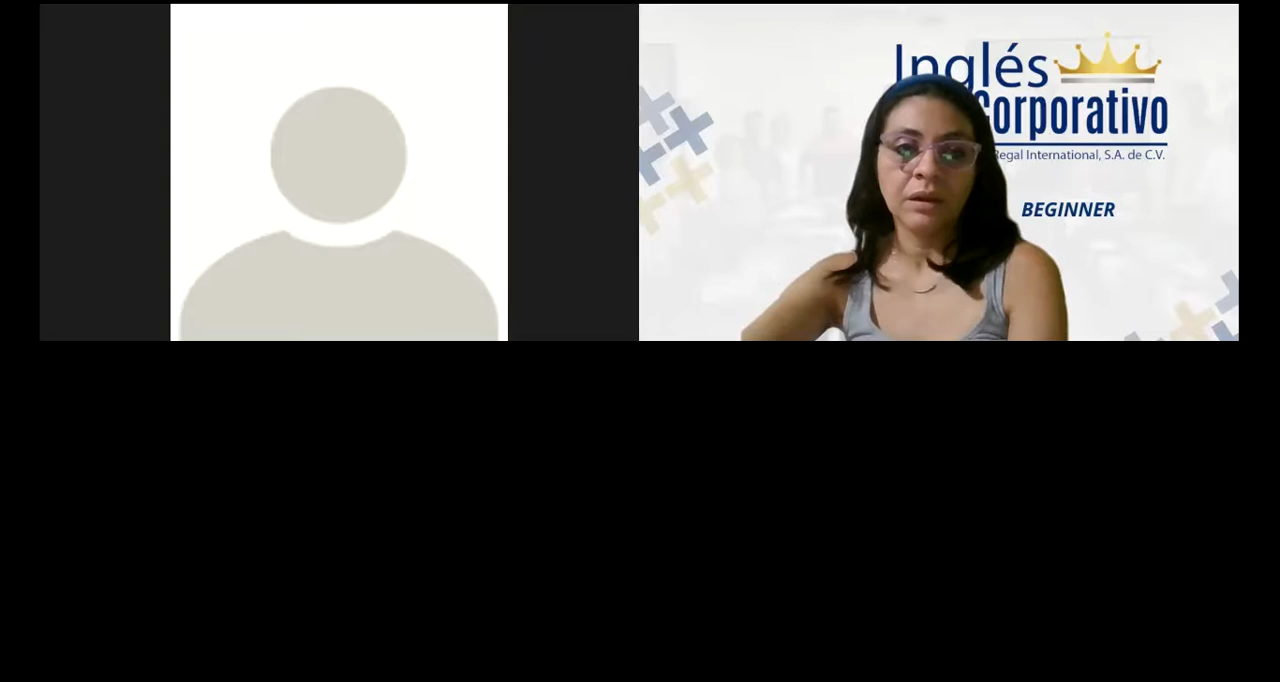 Inglés
Corporativo
Regal International, S.A. de C.V.
BEGINNER